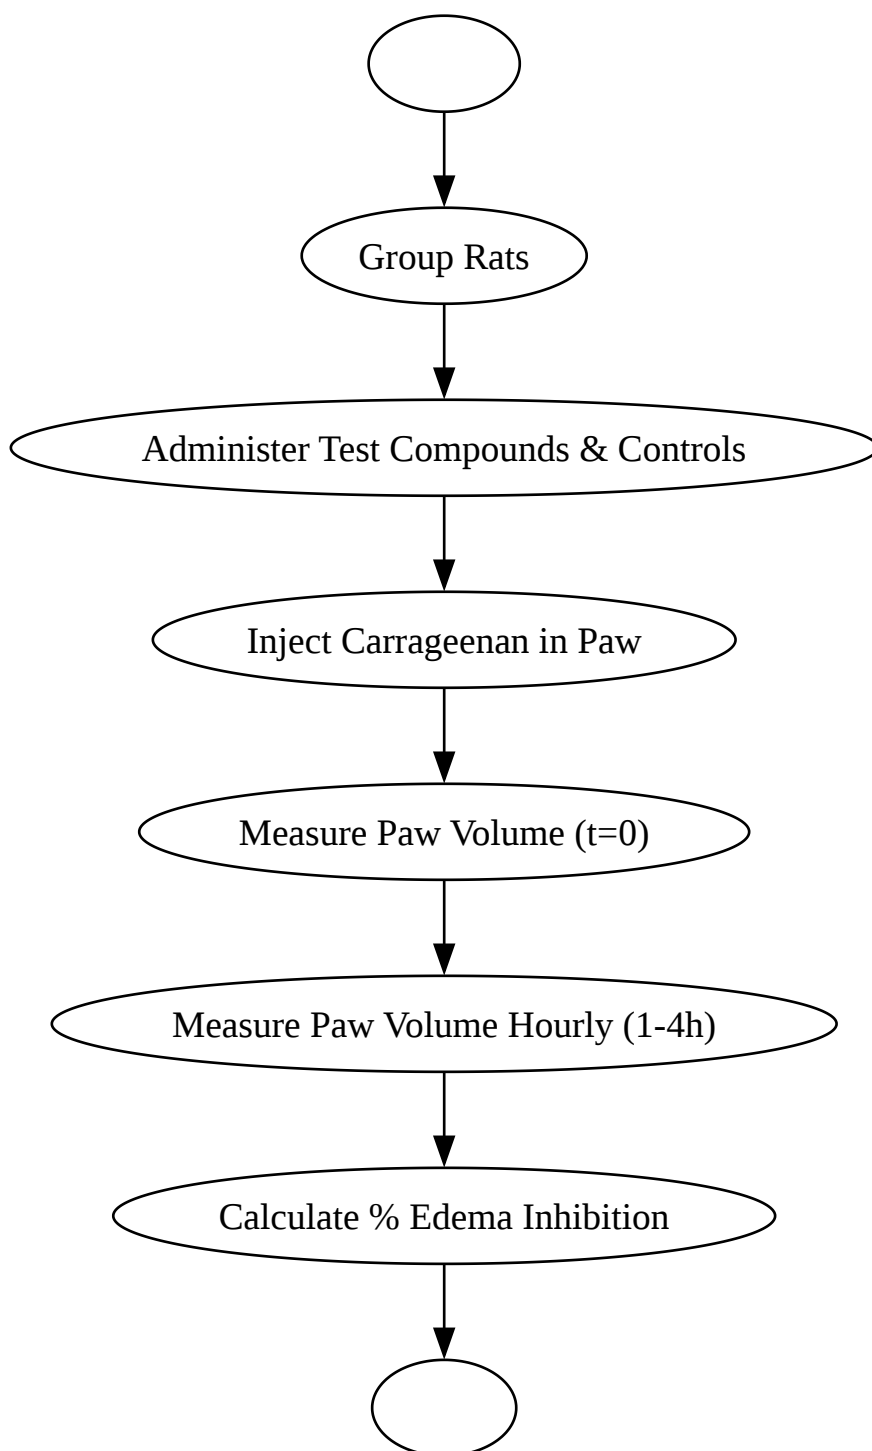 Group Rats
Administer Test Compounds & Controls
Inject Carrageenan in Paw
Measure Paw Volume (t=0)
Measure Paw Volume Hourly (1-4h)
Calculate % Edema Inhibition